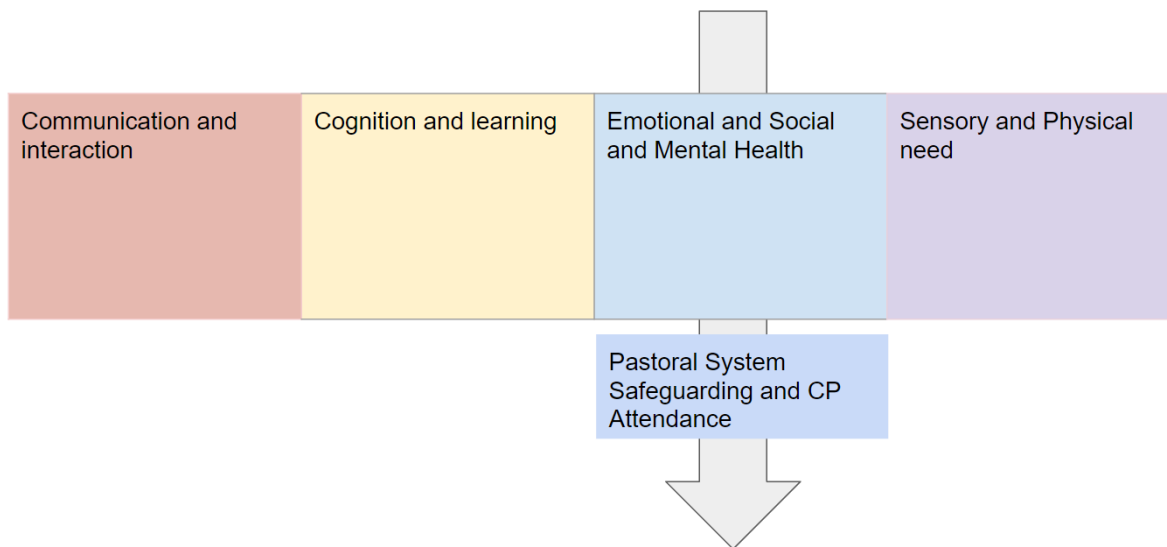 Communication and
interaction
Cognition and learning
Emotional and Social
and Mental Health
Sensory and Physical
need
Pastoral System
Safeguarding and CP
Attendance